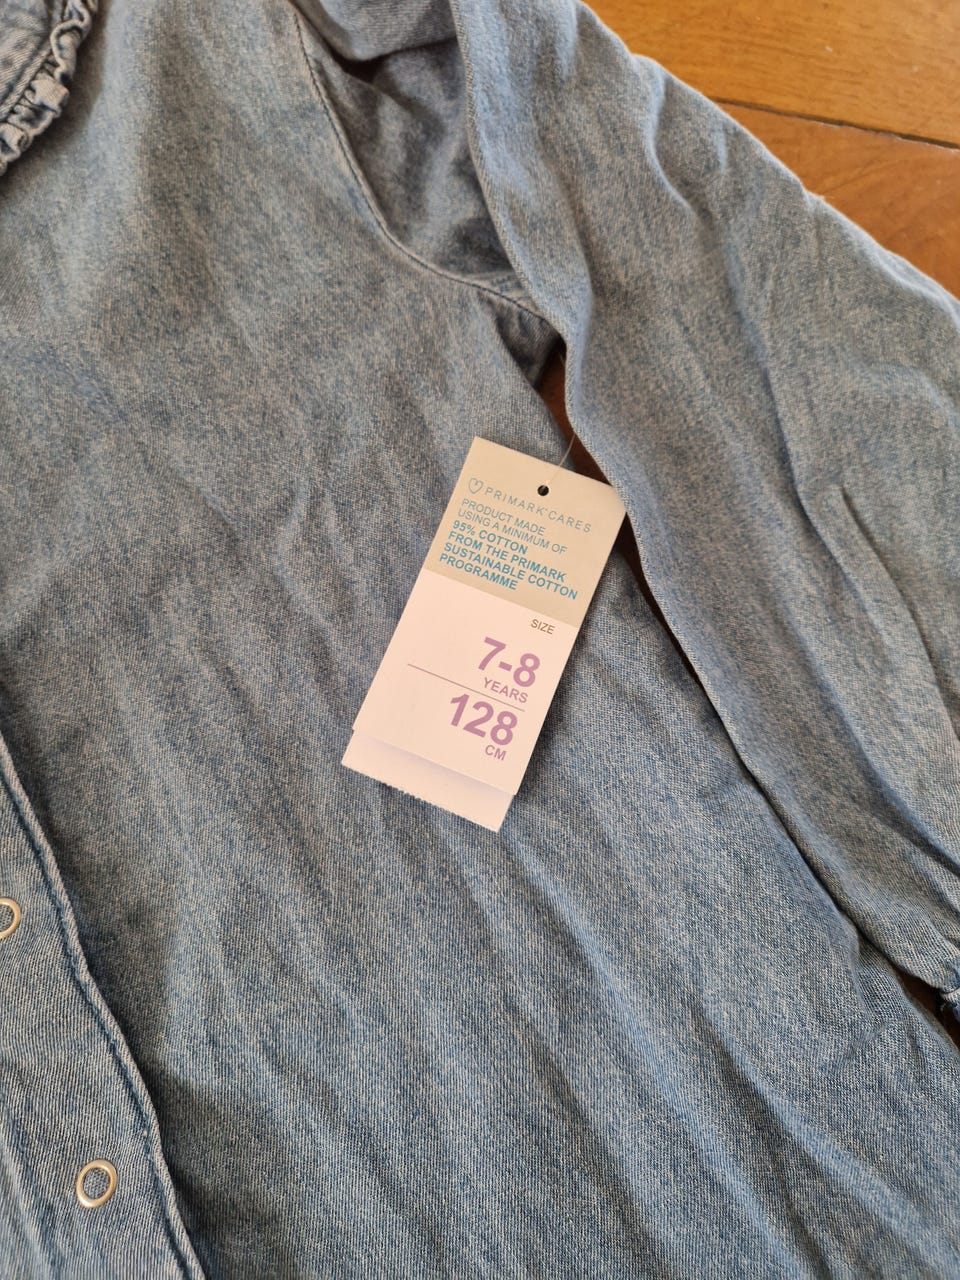 PRIMARK® CARES
PRODUCT MADE
USING A MINIMUM OF
95% COTTON
FROM THE PRIMARK
SUSTAINABLE COTTON
PROGRAMME
SIZE
7-8
YEARS
128
CM